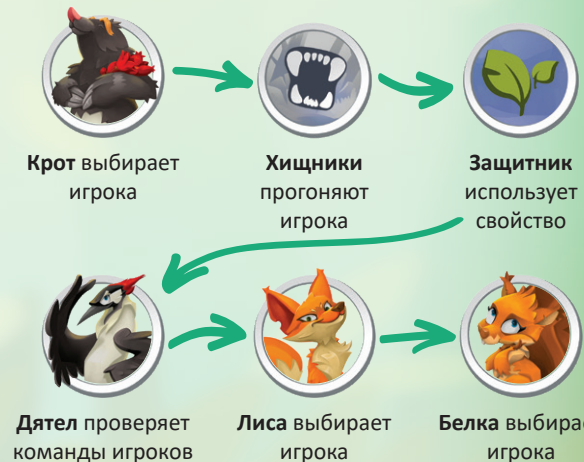 Крот выбирает
игрока
Хищники
прогоняют
игрока
Защитник
использует
свойство
Дятел проверяет
команды игроков
Лиса выбирает
игрока
Белка выбирае
игрока